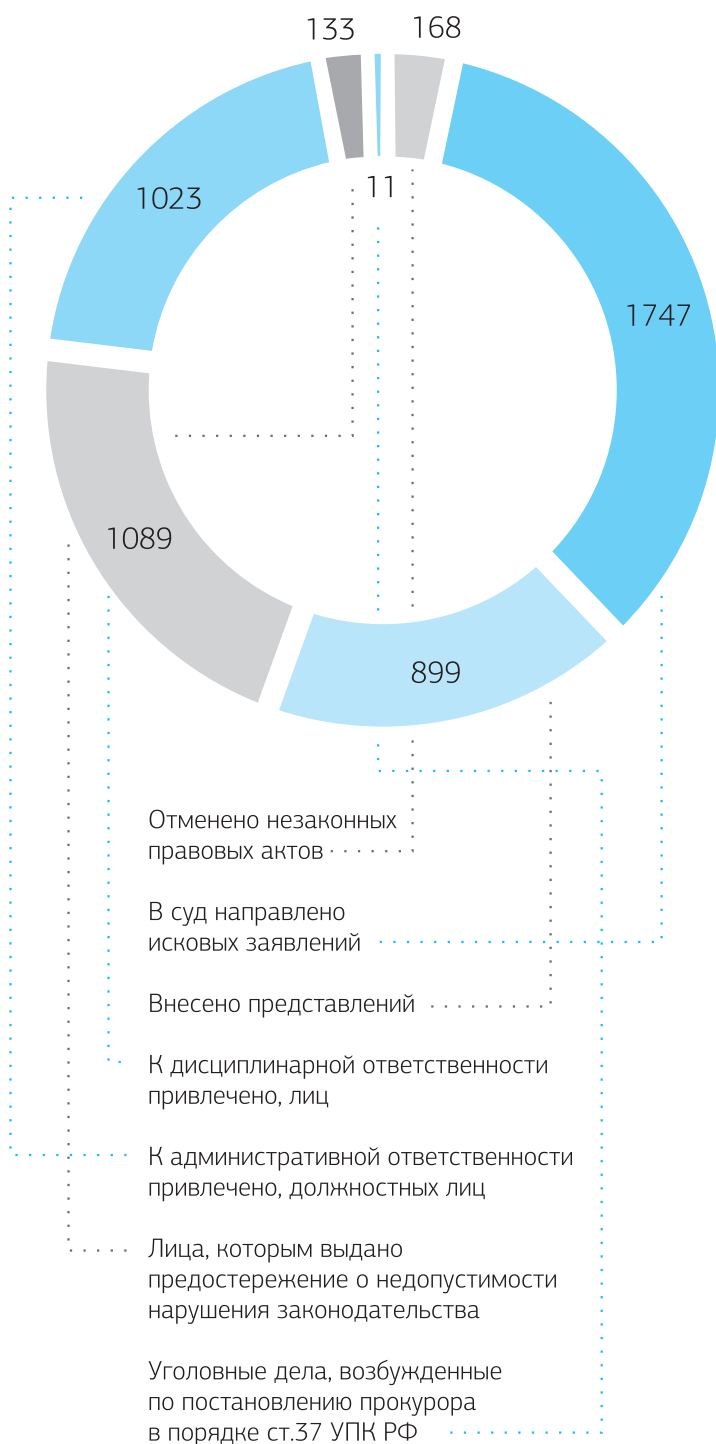 133
168
11
1023
1747
1089
899
Отменено незаконных
правовых актов
В суд направлено
исковых заявлений
Внесено представлений
К дисциплинарной ответственности
привлечено, лиц
К административной ответственности
привлечено, должностных лиц
Лица, которым выдано
предостережение о недопустимости
нарушения законодательства
Уголовные дела, возбужденные
по постановлению прокурора
в порядке ст.37 УПК РФ